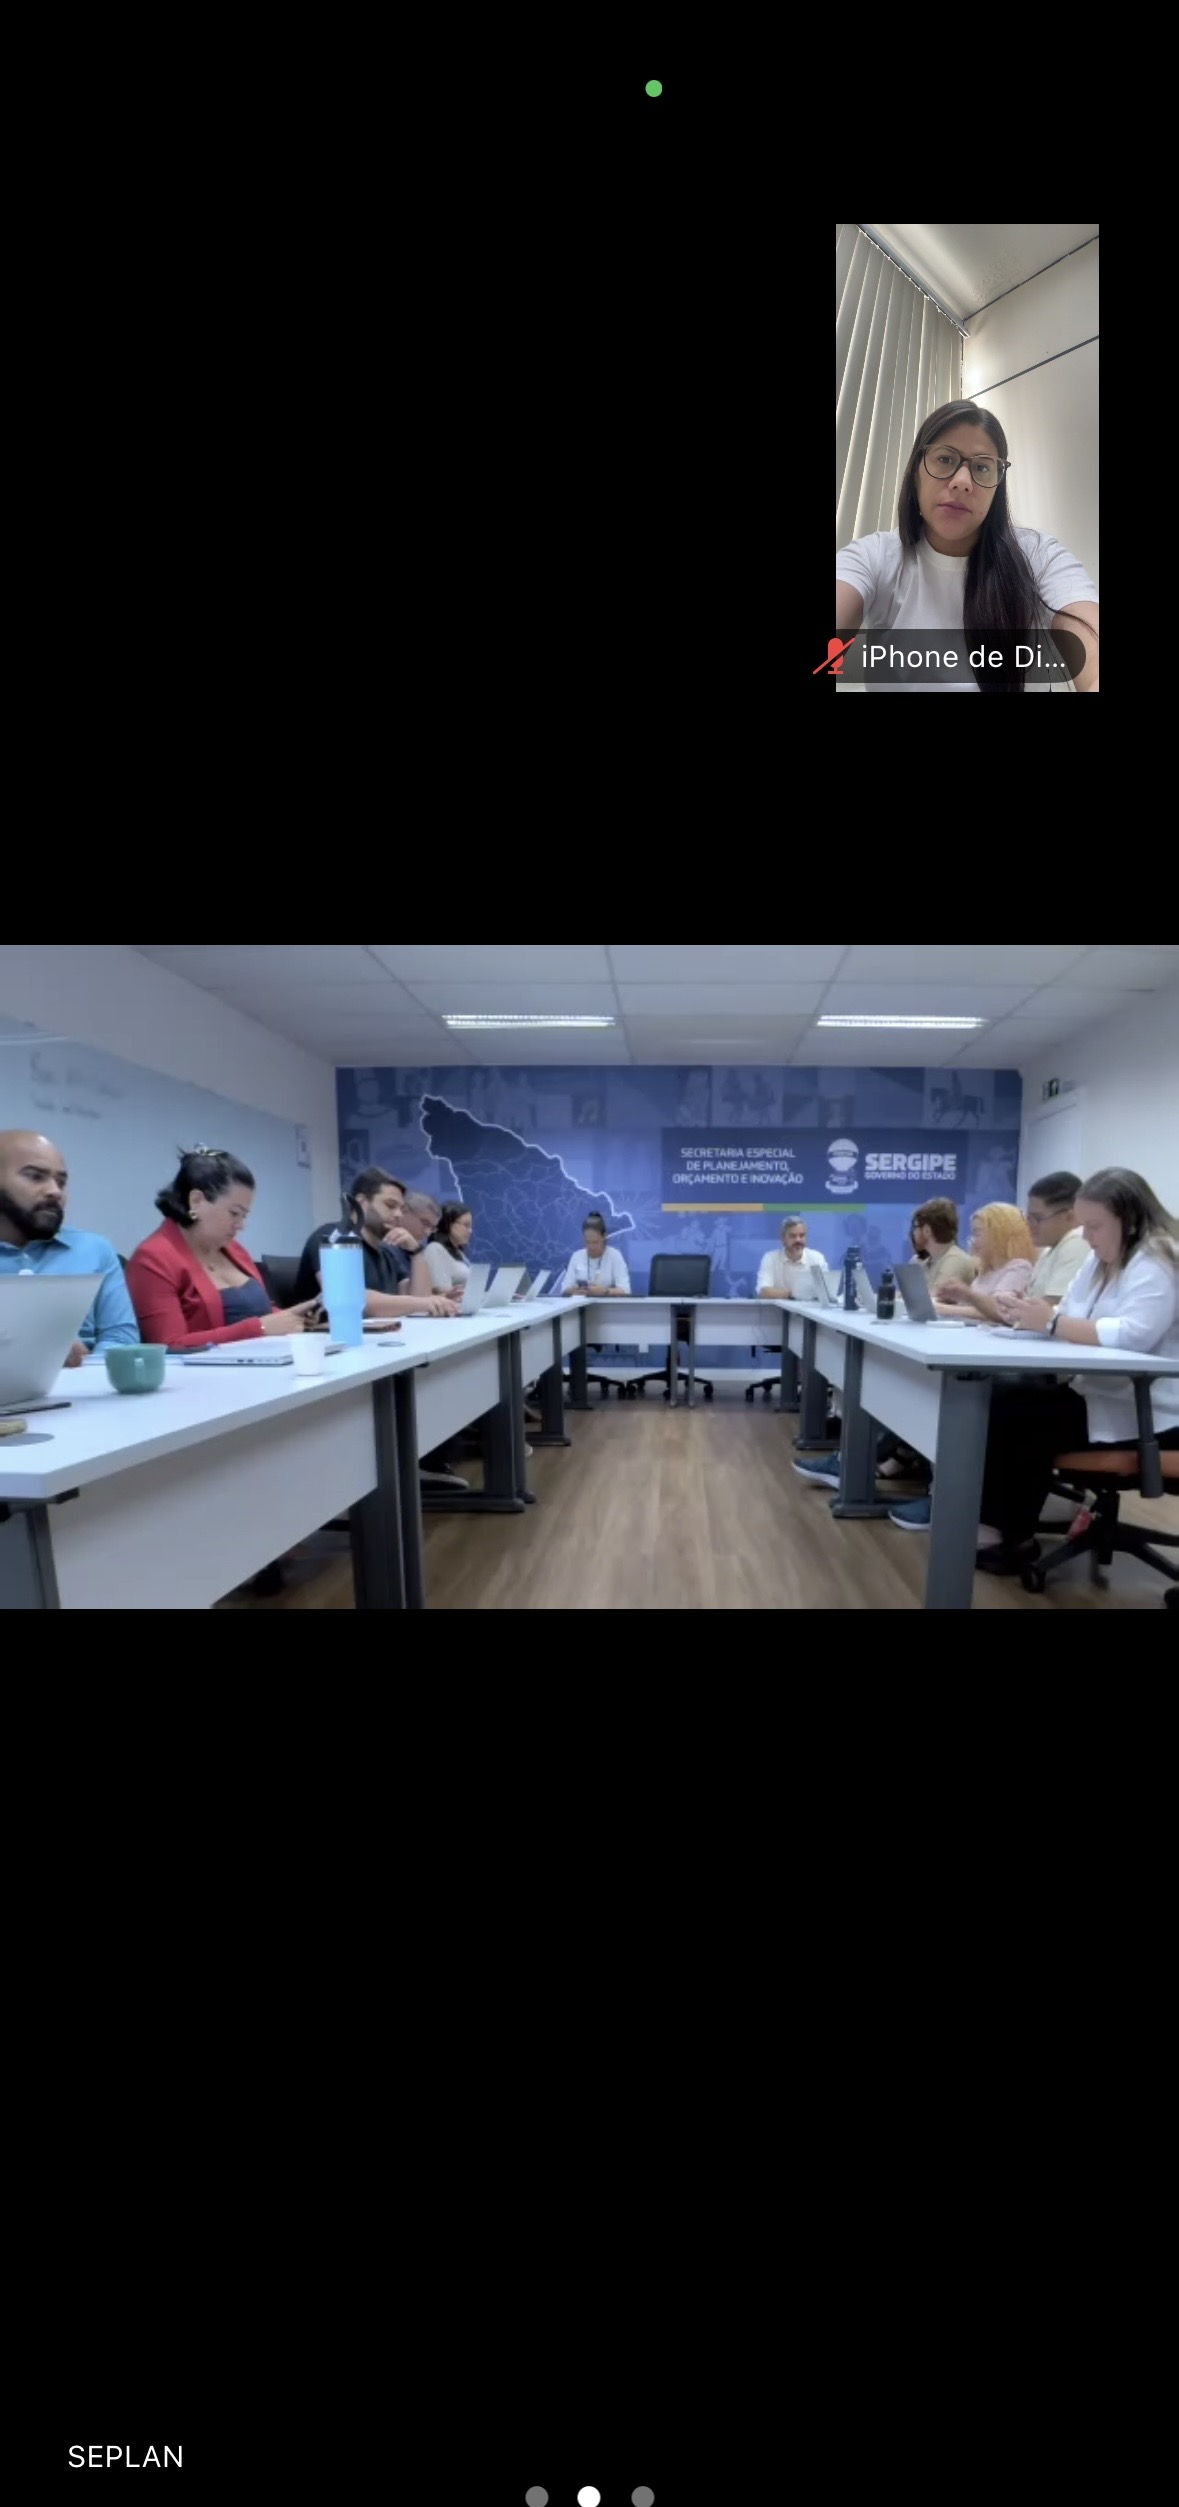 iPhone de Di...
SECRETARIA ESPECIAL
DE PLANEJAMENTO,
ORÇAMENTO E INOVAÇÃO
SERGIPE
GOVERNO DO ESTADO
SEPLAN